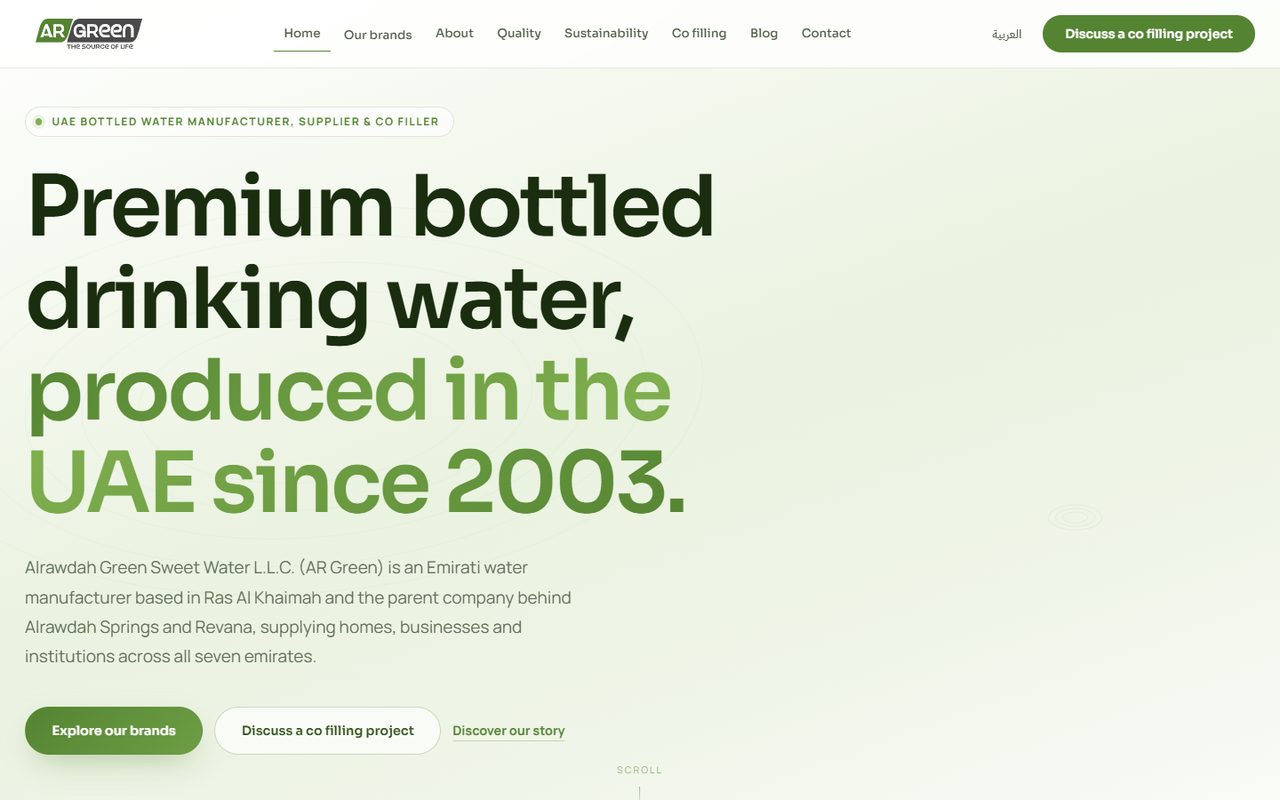 AR GREEN
THE SOURCE OF LIFE
Home
Our brands
About
Quality
Sustainability
Co filling
Blog
Contact
العربية
Discuss a co filling project
UAE BOTTLED WATER MANUFACTURER, SUPPLIER & CO FILLER
Premium bottled
drinking water,
produced in the
UAE since 2003.
Alrawdah Green Sweet Water L.L.C. (AR Green) is an Emirati water
manufacturer based in Ras Al Khaimah and the parent company behind
Alrawdah Springs and Revana, supplying homes, businesses and
institutions across all seven emirates.
Explore our brands
Discuss a co filling project
Discover our story
SCROLL